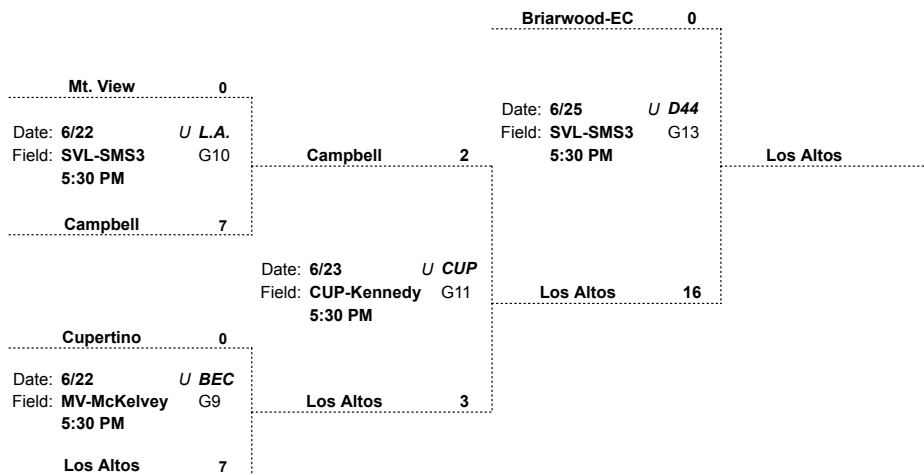 Briarwood-EC 0
Mt. View 0
Date: 6/25 U D44
Field: SVL-SMS3 G13
5:30 PM
Date: 6/22 U L.A.
Field: SVL-SMS3 G10
5:30 PM
Campbell 2
Los Altos
Campbell 7
Date: 6/23 U CUP
Field: CUP-Kennedy G11
5:30 PM
Los Altos 16
Cupertino 0
Date: 6/22 U BEC
Field: MV-McKelvey G9
5:30 PM
Los Altos 3
Los Altos 7